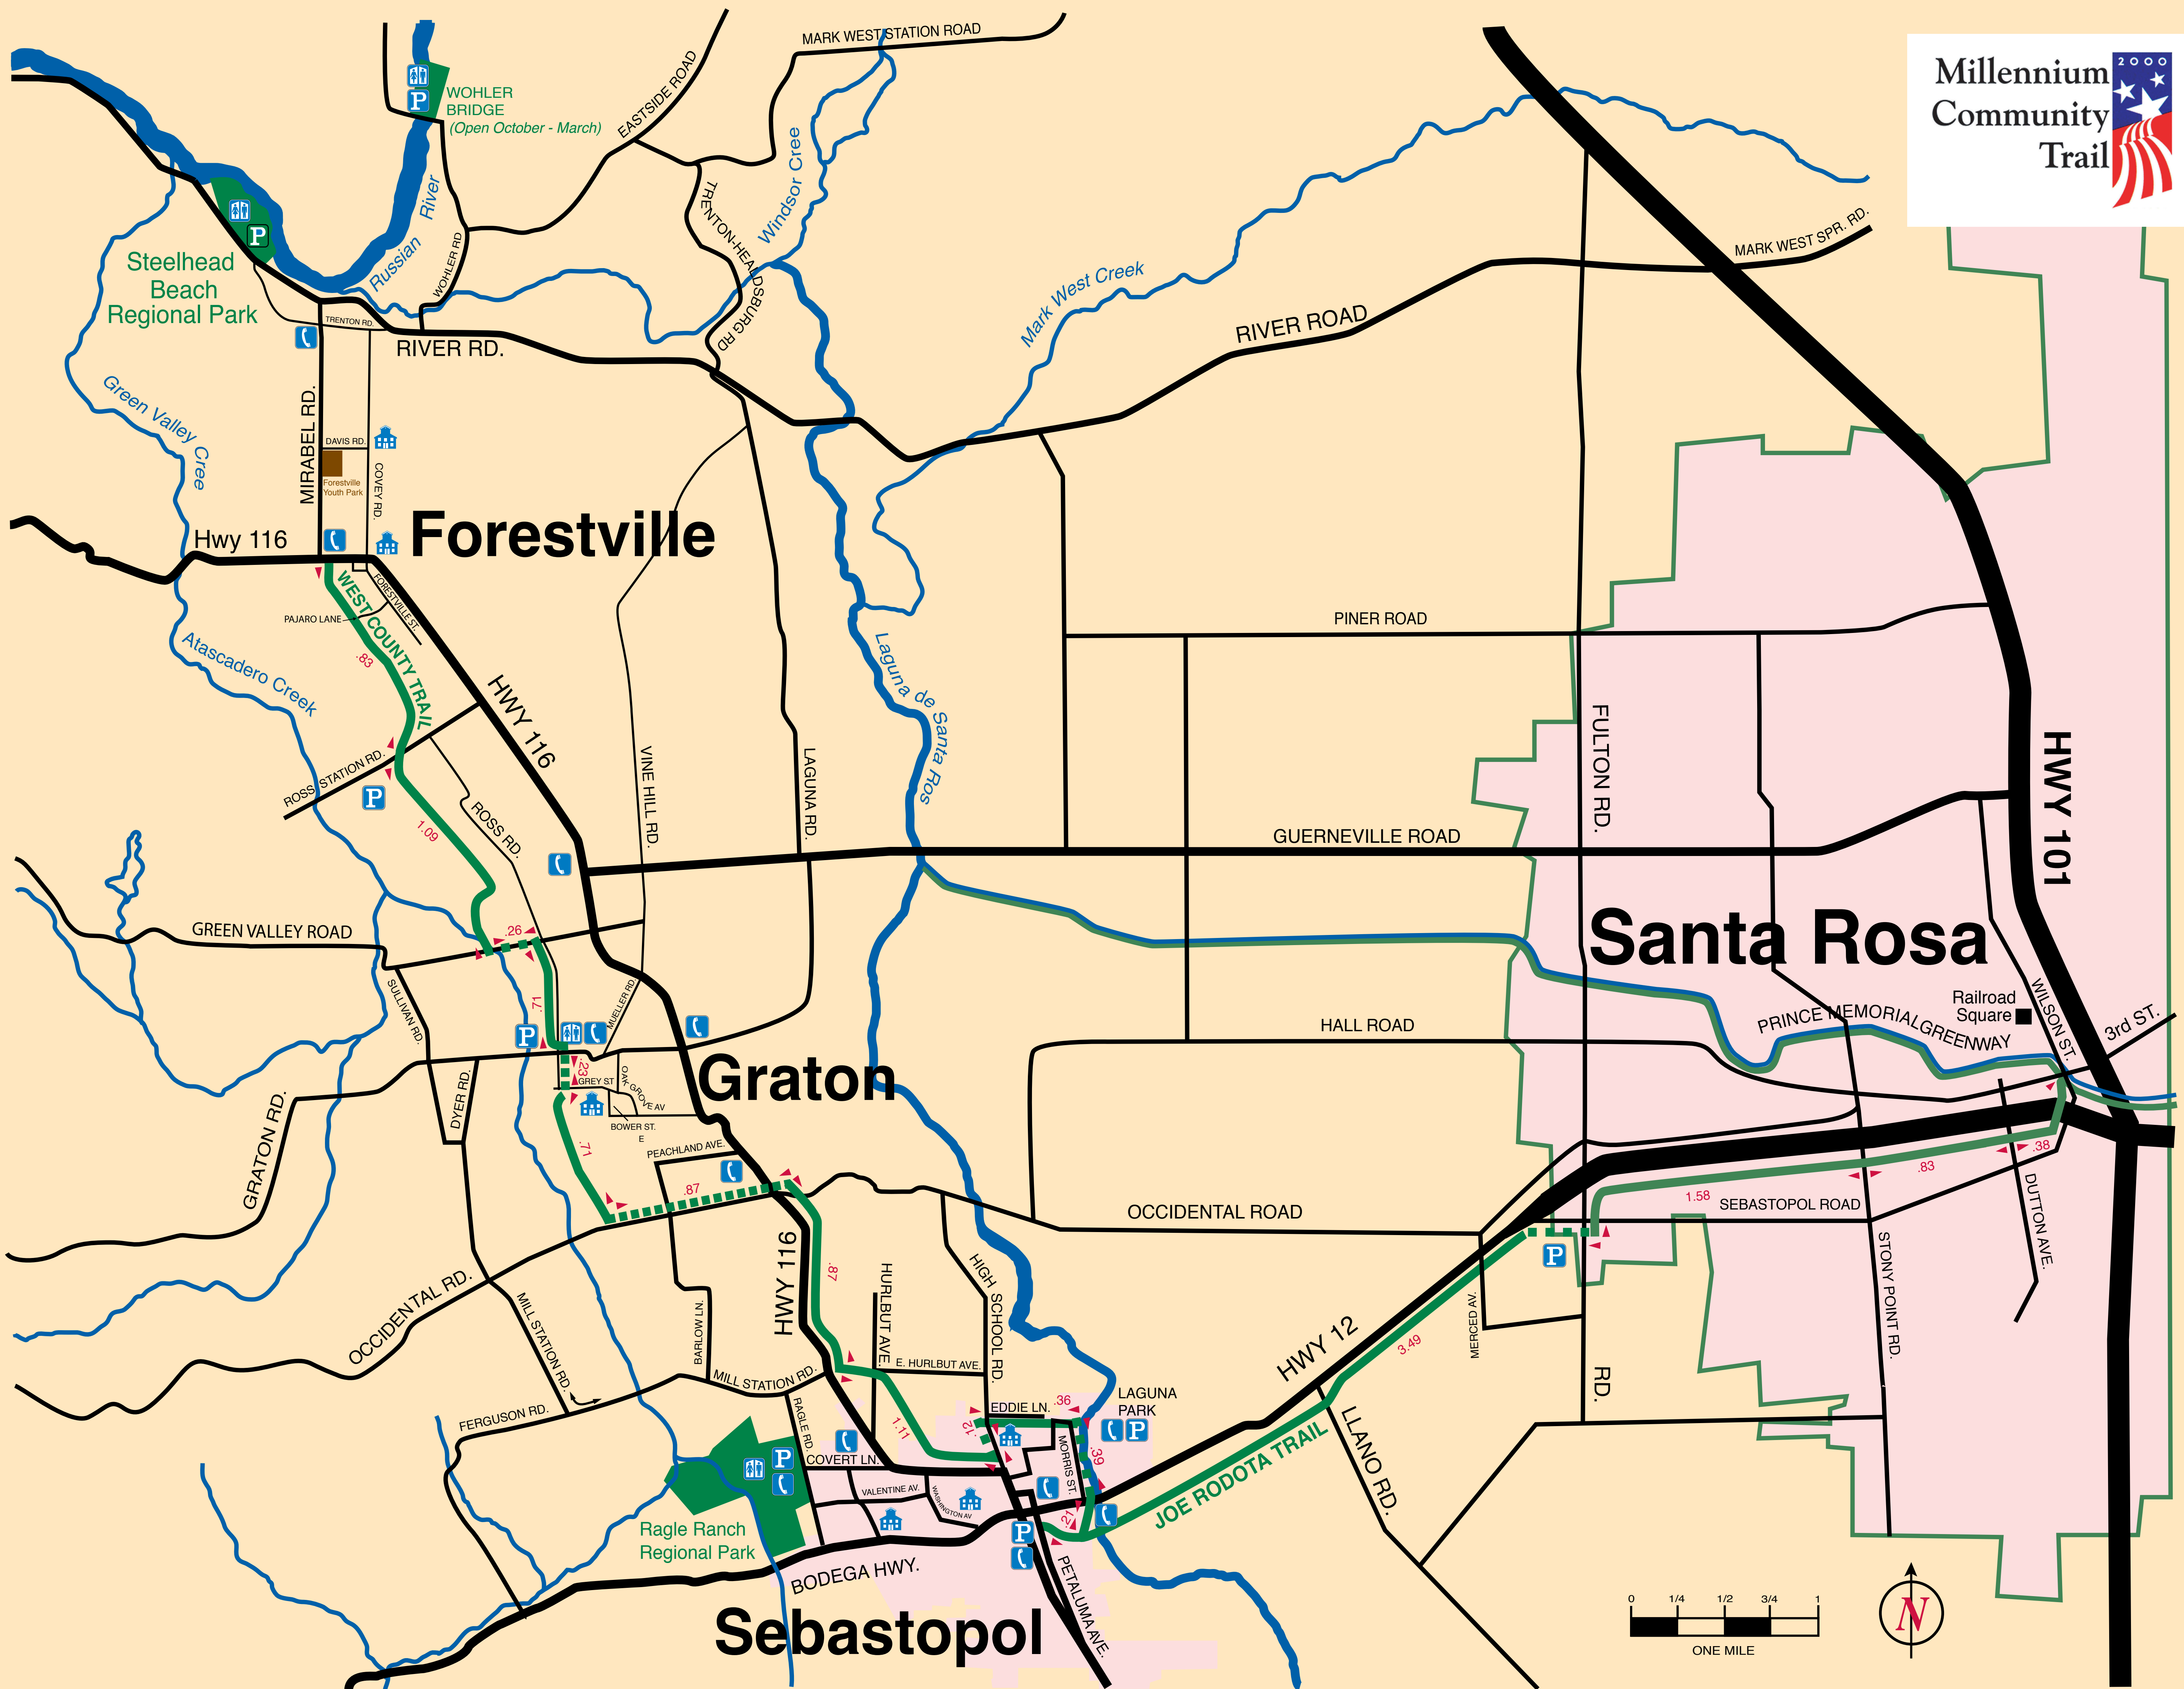 MARK WEST STATION ROAD
Millennium
Community
Trail
2000
WOHLER
BRIDGE
(Open October - March)
EASTSIDE ROAD
Windsor Cree
TRENTON-HEALDSBURG RD
Russian River
WOHLER RD
Steelhead
Beach
Regional Park
MARK WEST SPR. RD.
Mark West Creek
RIVER ROAD
TRENTON RD.
RIVER RD.
Green Valley Cree
MIRABEL RD.
DAVIS RD.
Forestville
Youth Park
COVEY RD.
Hwy 116
Forestville
WEST COUNTY TRAIL
FORESTVILLE ST.
PAJARO LANE
.83
Atascadero Creek
HWY 116
PINER ROAD
Laguna de Santa Ros
FULTON RD.
HWY 101
ROSS STATION RD.
1.09
ROSS RD.
VINE HILL RD.
LAGUNA RD.
GUERNEVILLE ROAD
GREEN VALLEY ROAD
.26
Santa Rosa
SULLIVAN RD.
.71
MUELLER RD.
HALL ROAD
PRINCE MEMORIAL GREENWAY
Railroad
Square
WILSON ST.
3rd ST.
Graton
.23
GREY ST
OAK GROVE AV
BOWER ST.
E
DYER RD.
GRATON RD.
.71
PEACHLAND AVE.
.87
OCCIDENTAL ROAD
.38
.83
1.58
SEBASTOPOL ROAD
DUTTON AVE.
STONY POINT RD.
HWY 116
.87
HURLBUT AVE.
HIGH SCHOOL RD.
OCCIDENTAL RD.
MILL STATION RD.
BARLOW LN.
MILL STATION RD.
E. HURLBUT AVE.
HWY 12
3.49
MERCED AV.
RD.
FERGUSON RD.
RAGLE RD.
1.11
EDDIE LN.
.36
.12
LAGUNA
PARK
MORRIS ST.
.39
COVERT LN.
VALENTINE AV.
WASHINGTON AV
LLANO RD.
JOE RODOTA TRAIL
.21
Ragle Ranch
Regional Park
BODEGA HWY.
PETALUMA AVE.
Sebastopol
0 1/4 1/2 3/4 1
ONE MILE
N
P
P
P
P
P
P
P
P
P